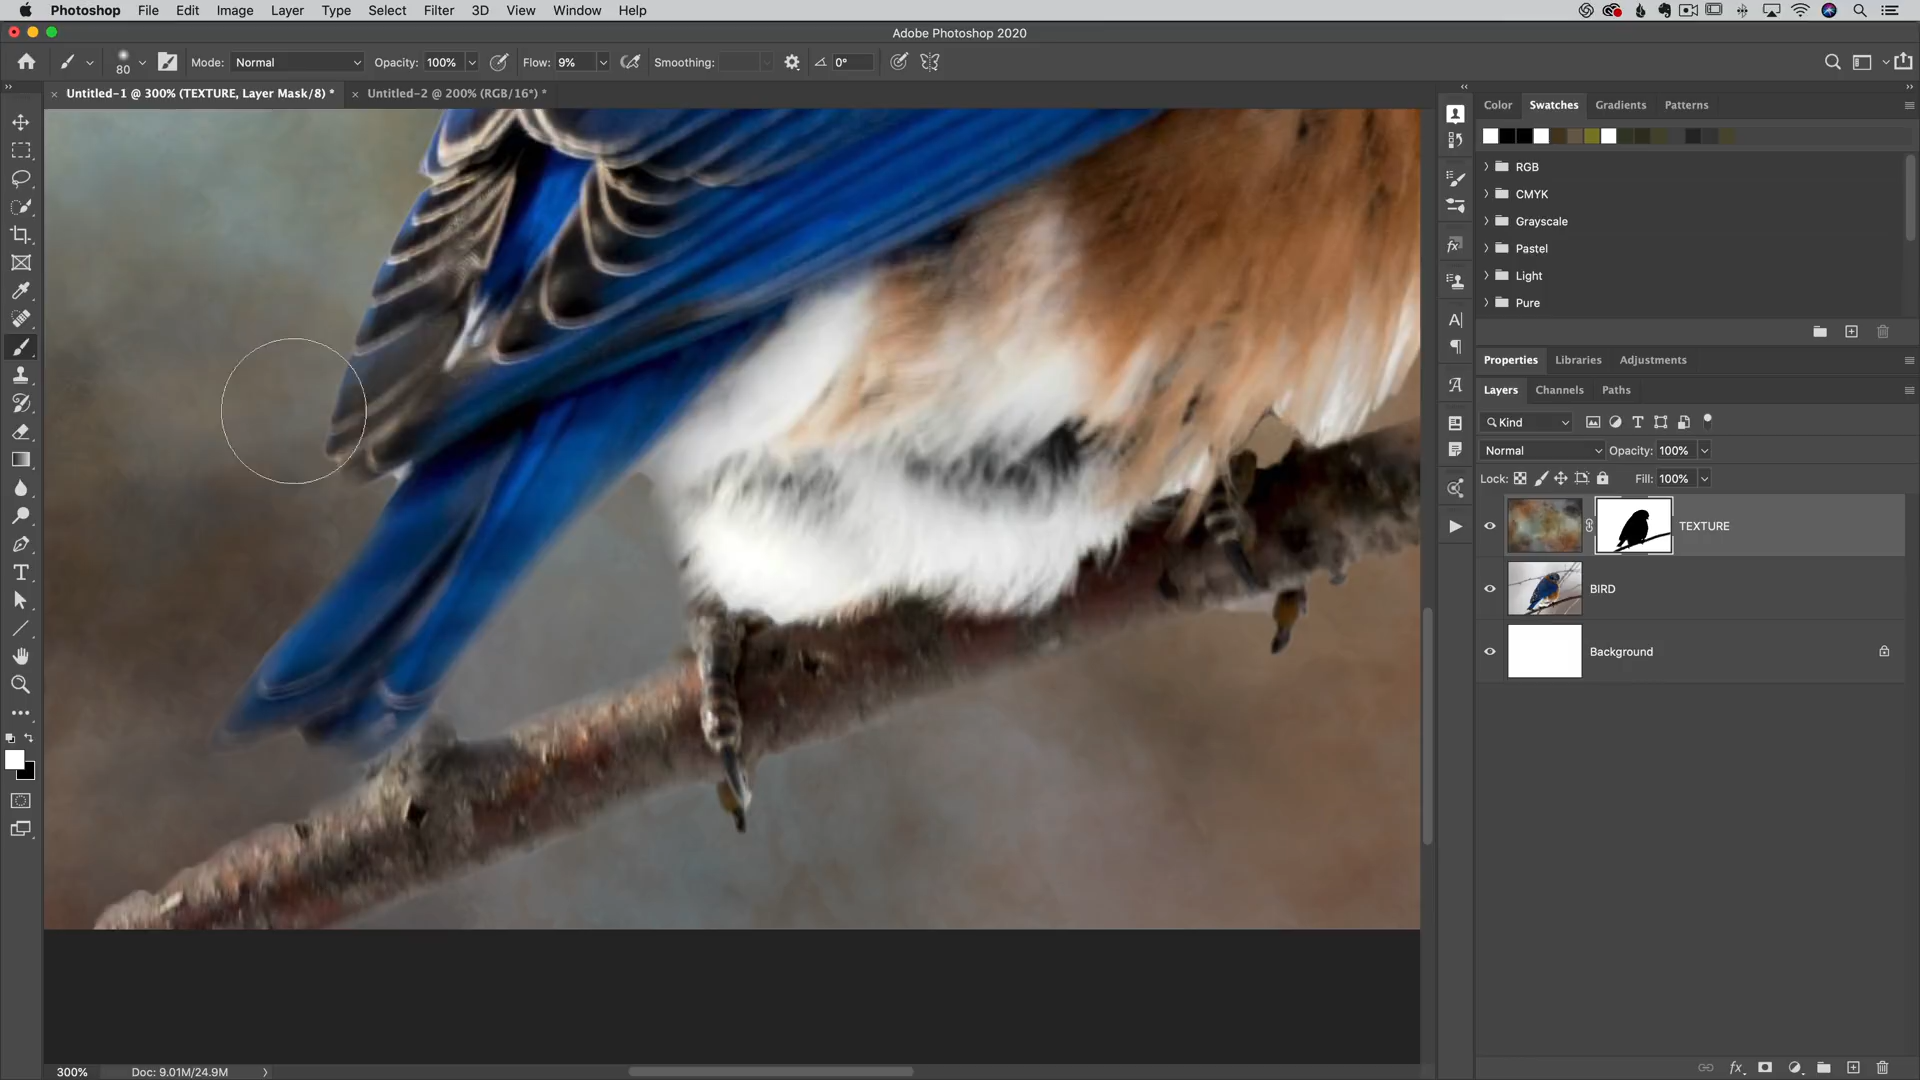 Photoshop File Edit Image Layer Type Select Filter 3D View Window Help
Adobe Photoshop 2020
80 Mode: Normal Opacity: 100% Flow: 9% Smoothing: 0°
Untitled-1 @ 300% (TEXTURE, Layer Mask/8) * Untitled-2 @ 200% (RGB/16*) *
Color Swatches Gradients Patterns
RGB
CMYK
Grayscale
Pastel
Light
Pure
Properties Libraries Adjustments
Layers Channels Paths
Kind
Normal Opacity: 100%
Lock: Fill: 100%
TEXTURE
BIRD
Background
300% Doc: 9.01M/24.9M